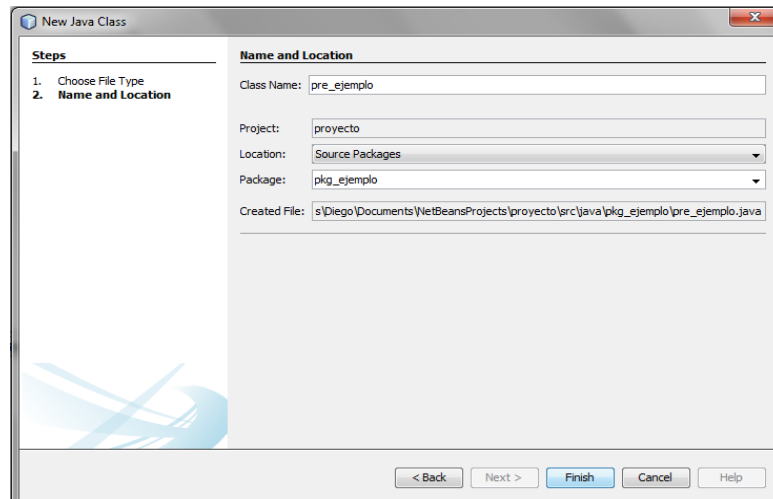 New Java Class
Steps
1. Choose File Type
2. Name and Location
Name and Location
Class Name: pre_ejemplo
Project: proyecto
Location: Source Packages
Package: pkg_ejemplo
Created File: s\Diego\Documents\NetBeansProjects\proyecto\src\java\pkg_ejemplo\pre_ejemplo.java
< Back Next > Finish Cancel Help